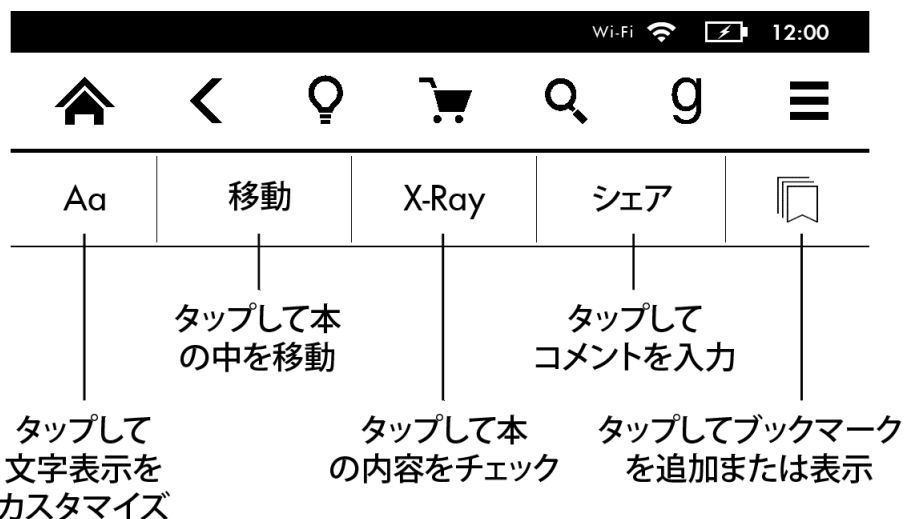 Wi-Fi 12:00
g
Aa 移動 X-Ray シェア
タップして本
の中を移動
タップして
コメントを入力
タップして
文字表示を
カスタマイズ
タップして本
の内容をチェック
タップしてブックマーク
を追加または表示